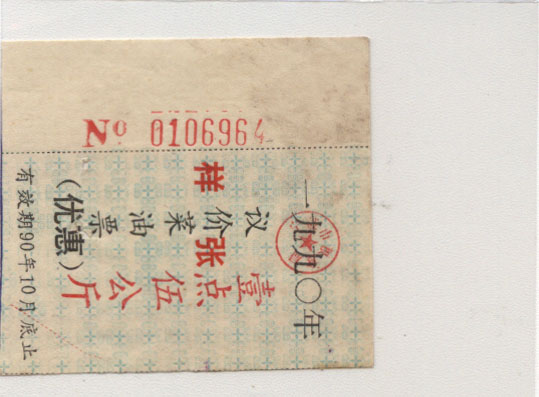 № 0106964
一九九〇年
议价菜油票
(优惠)
样张
壹点伍公斤
有效期90年10月底止